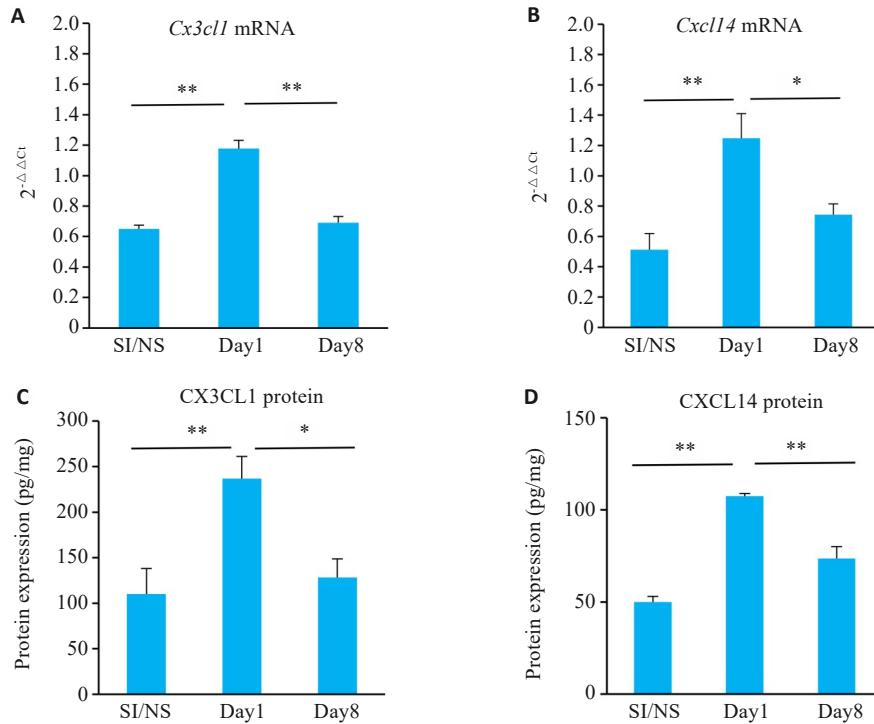 A
Cx3cl1 mRNA
2.0
1.8
1.6
1.4
1.2
1.0
0.8
0.6
0.4
0.2
0
2-△△Ct
**
**
SI/NS Day1 Day8
B
Cxcl14 mRNA
2.0
1.8
1.6
1.4
1.2
1.0
0.8
0.6
0.4
0.2
0
2-△△Ct
**
*
SI/NS Day1 Day8
C
CX3CL1 protein
300
250
200
150
100
50
0
Protein expression (pg/mg)
**
*
SI/NS Day1 Day8
D
CXCL14 protein
150
100
50
0
Protein expression (pg/mg)
**
**
SI/NS Day1 Day8